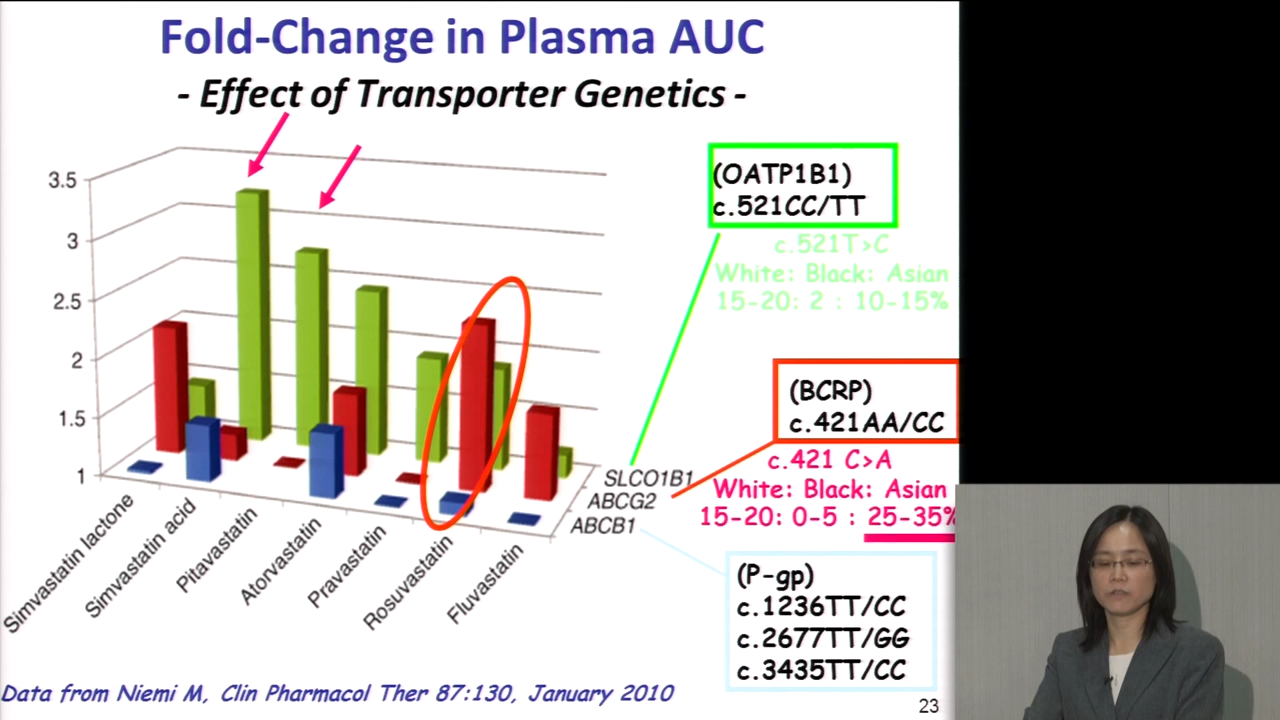 Fold-Change in Plasma AUC
- Effect of Transporter Genetics -
3.5
3
2.5
2
1.5
1
Simvastatin lactone
Simvastatin acid
Pitavastatin
Atorvastatin
Pravastatin
Rosuvastatin
Fluvastatin
SLCO1B1
ABCG2
ABCB1
(OATP1B1)
c.521CC/TT
c.521T>C
White: Black: Asian
15-20: 2 : 10-15%
(BCRP)
c.421AA/CC
c.421 C>A
White: Black: Asian
15-20: 0-5 : 25-35%
(P-gp)
c.1236TT/CC
c.2677TT/GG
c.3435TT/CC
Data from Niemi M, Clin Pharmacol Ther 87:130, January 2010
23